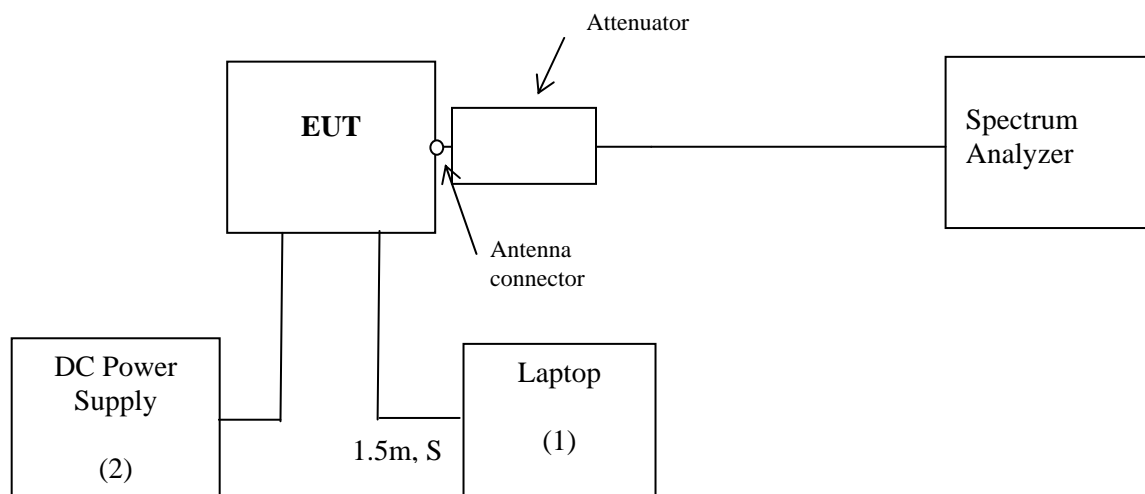 Attenuator
EUT
Spectrum
Analyzer
Antenna
connector
DC Power
Supply
(2)
1.5m, S
Laptop
(1)